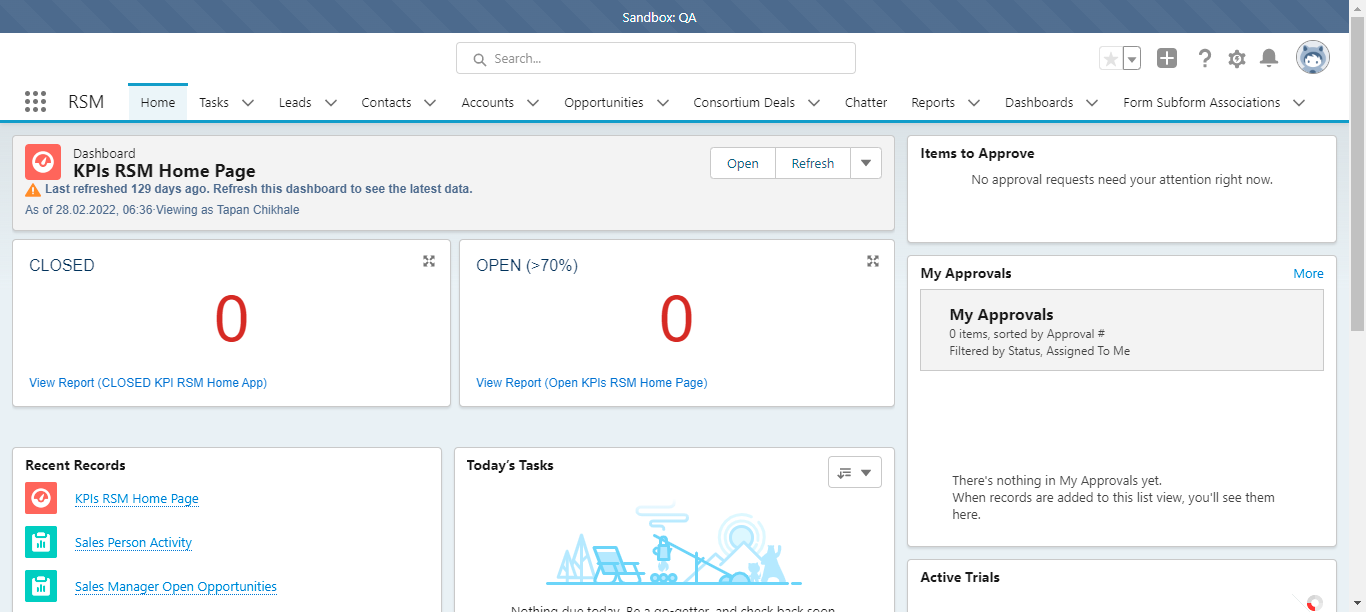 Sandbox: QA
Search...
RSM
Home
Tasks
Leads
Contacts
Accounts
Opportunities
Consortium Deals
Chatter
Reports
Dashboards
Form Subform Associations
Dashboard
KPIs RSM Home Page
Last refreshed 129 days ago. Refresh this dashboard to see the latest data.
As of 28.02.2022, 06:36·Viewing as Tapan Chikhale
Open
Refresh
CLOSED
0
View Report (CLOSED KPI RSM Home App)
OPEN (>70%)
0
View Report (Open KPIs RSM Home Page)
Recent Records
KPIs RSM Home Page
Sales Person Activity
Sales Manager Open Opportunities
Today's Tasks
Nothing due today. Be a go-getter, and check back soon.
Items to Approve
No approval requests need your attention right now.
My Approvals
More
My Approvals
0 items, sorted by Approval #
Filtered by Status, Assigned To Me
There's nothing in My Approvals yet.
When records are added to this list view, you'll see them
here.
Active Trials